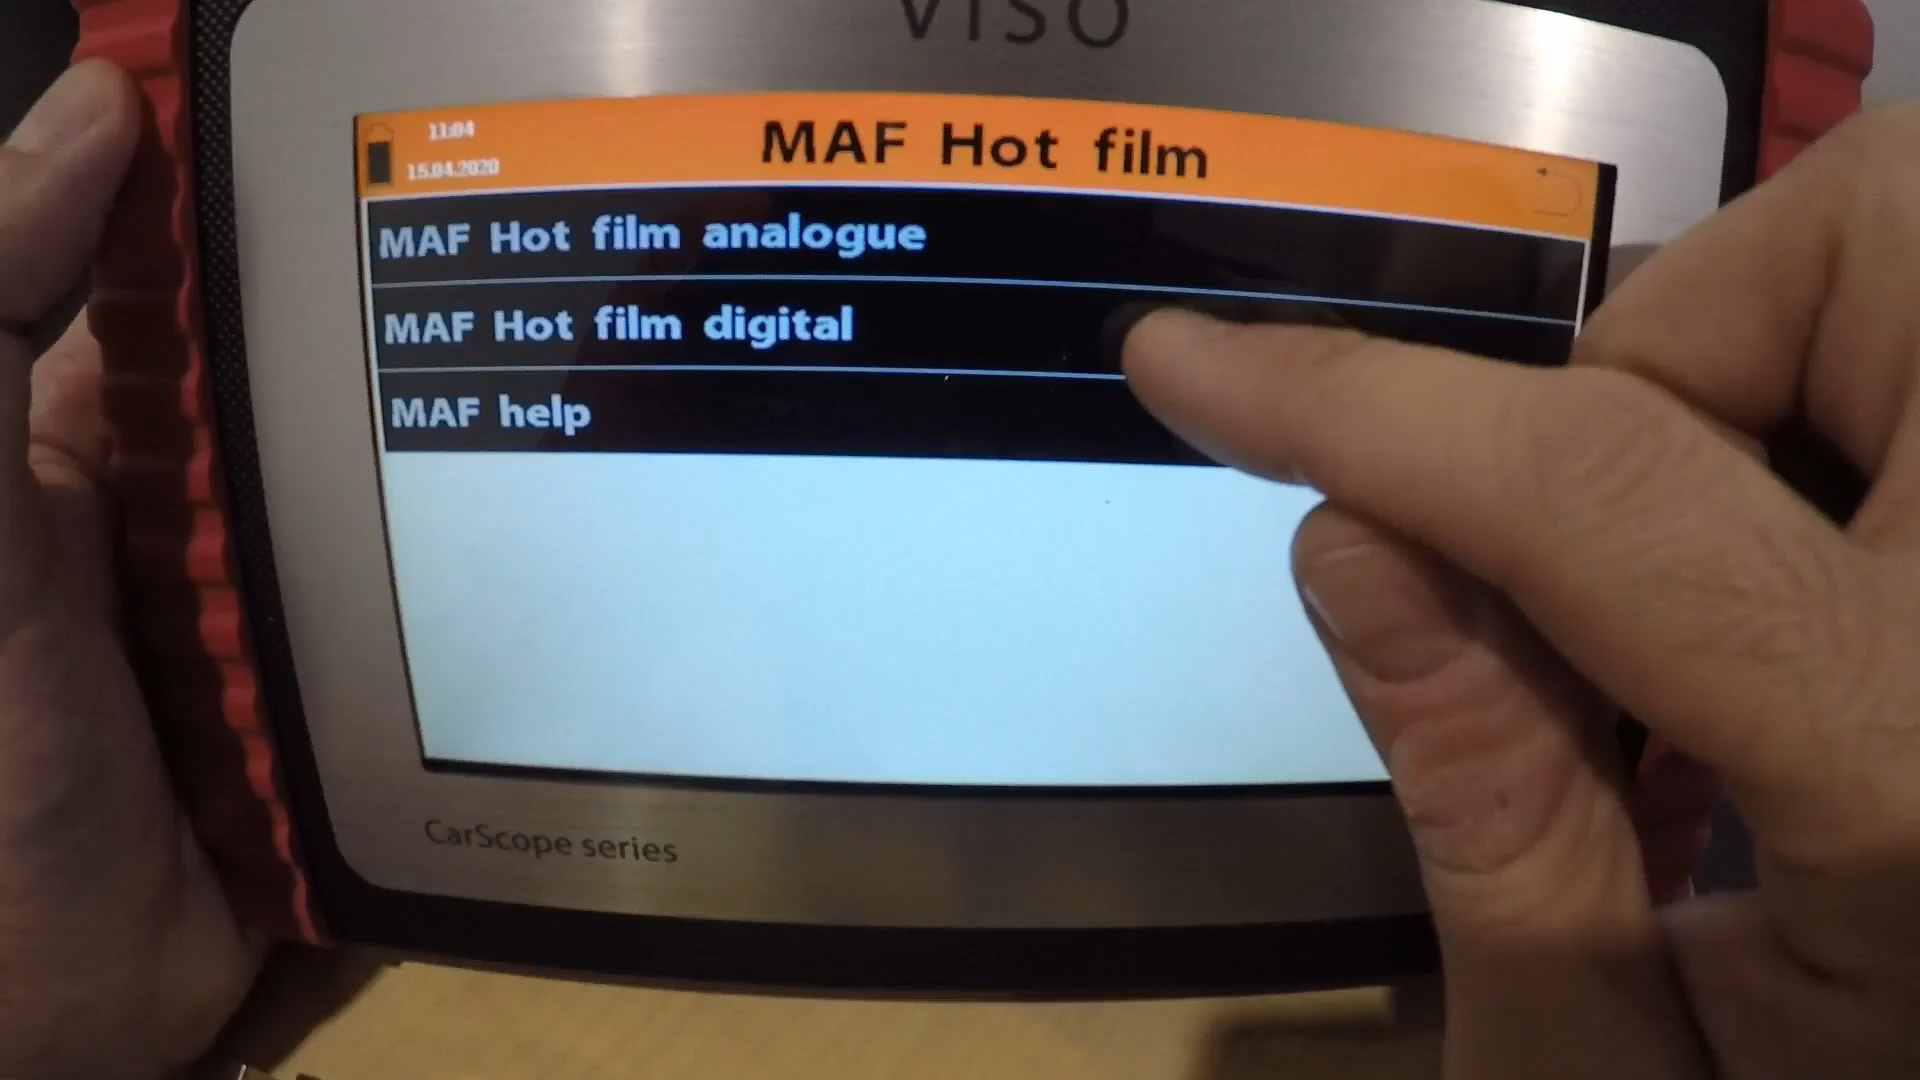 VISO
11:04
15.04.2020
MAF Hot film
MAF Hot film analogue
MAF Hot film digital
MAF help
CarScope series